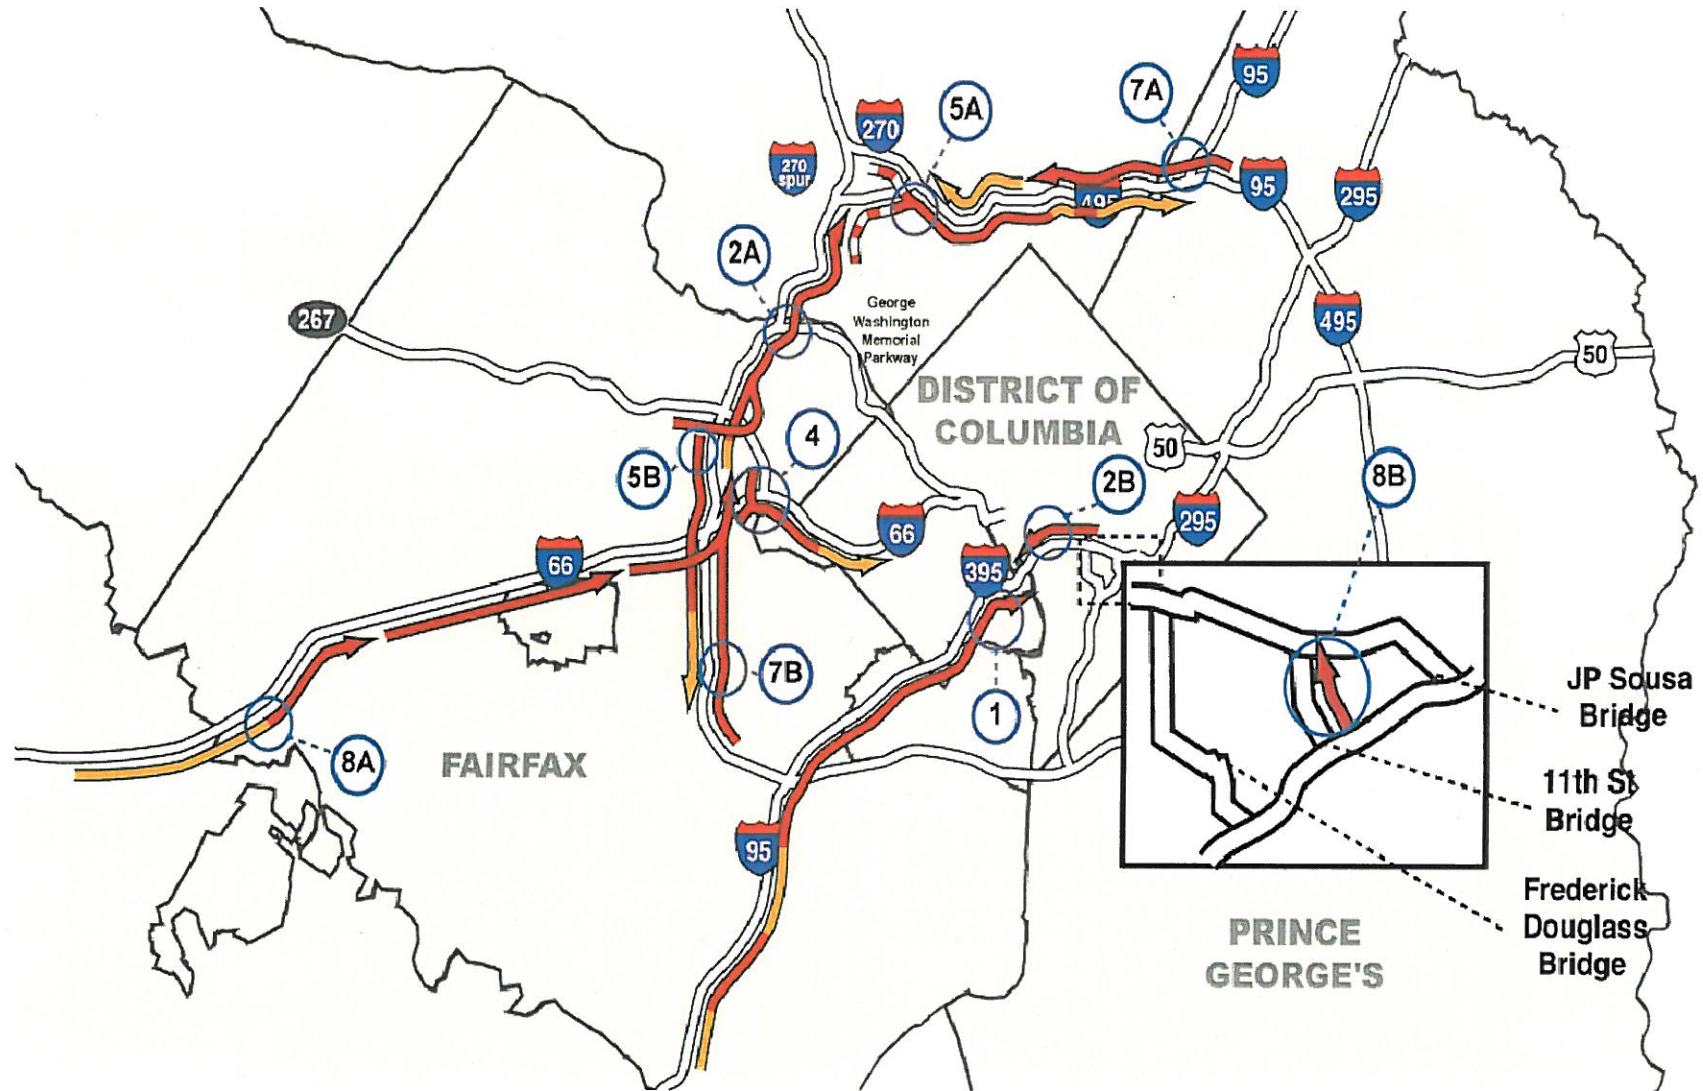 95
7A
5A
270
270
spur
95
295
495
2A
George
Washington
Memorial
Parkway
267
495
50
DISTRICT OF
COLUMBIA
4
50
5B
2B
8B
66
295
66
395
7B
1
JP Sousa
Bridge
8A
FAIRFAX
11th St
Bridge
95
Frederick
Douglass
Bridge
PRINCE
GEORGE'S